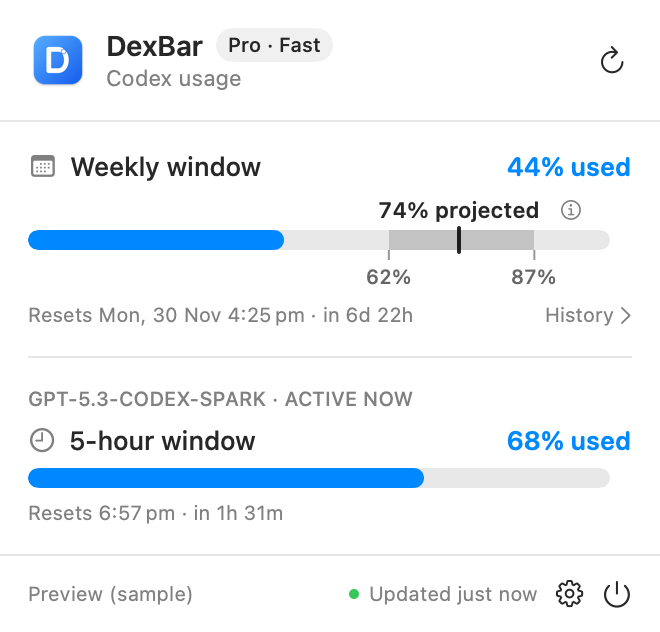 D
DexBar
Pro · Fast
Codex usage
Weekly window
44% used
74% projected
62%
87%
Resets Mon, 30 Nov 4:25 pm · in 6d 22h
History
GPT-5.3-CODEX-SPARK · ACTIVE NOW
5-hour window
68% used
Resets 6:57 pm · in 1h 31m
Preview (sample)
Updated just now